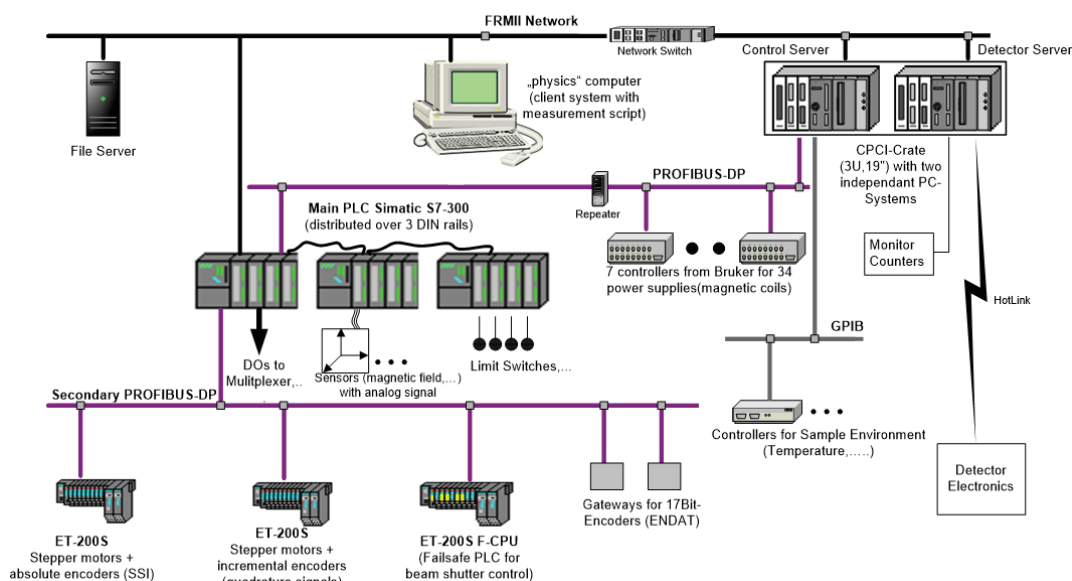 FRMII Network
Network Switch
Control Server
Detector Server
File Server
„physics“ computer
(client system with
measurement script)
CPCI-Crate
(3U,19") with two
independant PC-
Systems
PROFIBUS-DP
Repeater
Main PLC Simatic S7-300
(distributed over 3 DIN rails)
Monitor
Counters
7 controllers from Bruker for 34
power supplies(magnetic coils)
HotLink
GPIB
DOs to
Mulitplexer,..
Sensors (magnetic field,...)
with analog signal
Limit Switches,...
Secondary PROFIBUS-DP
Controllers for Sample Environment
(Temperature,.....)
Detector
Electronics
Gateways for 17Bit-
Encoders (ENDAT)
ET-200S
Stepper motors +
absolute encoders (SSI)
ET-200S
Stepper motors +
incremental encoders
(quadrature signals)
ET-200S F-CPU
(Failsafe PLC for
beam shutter control)